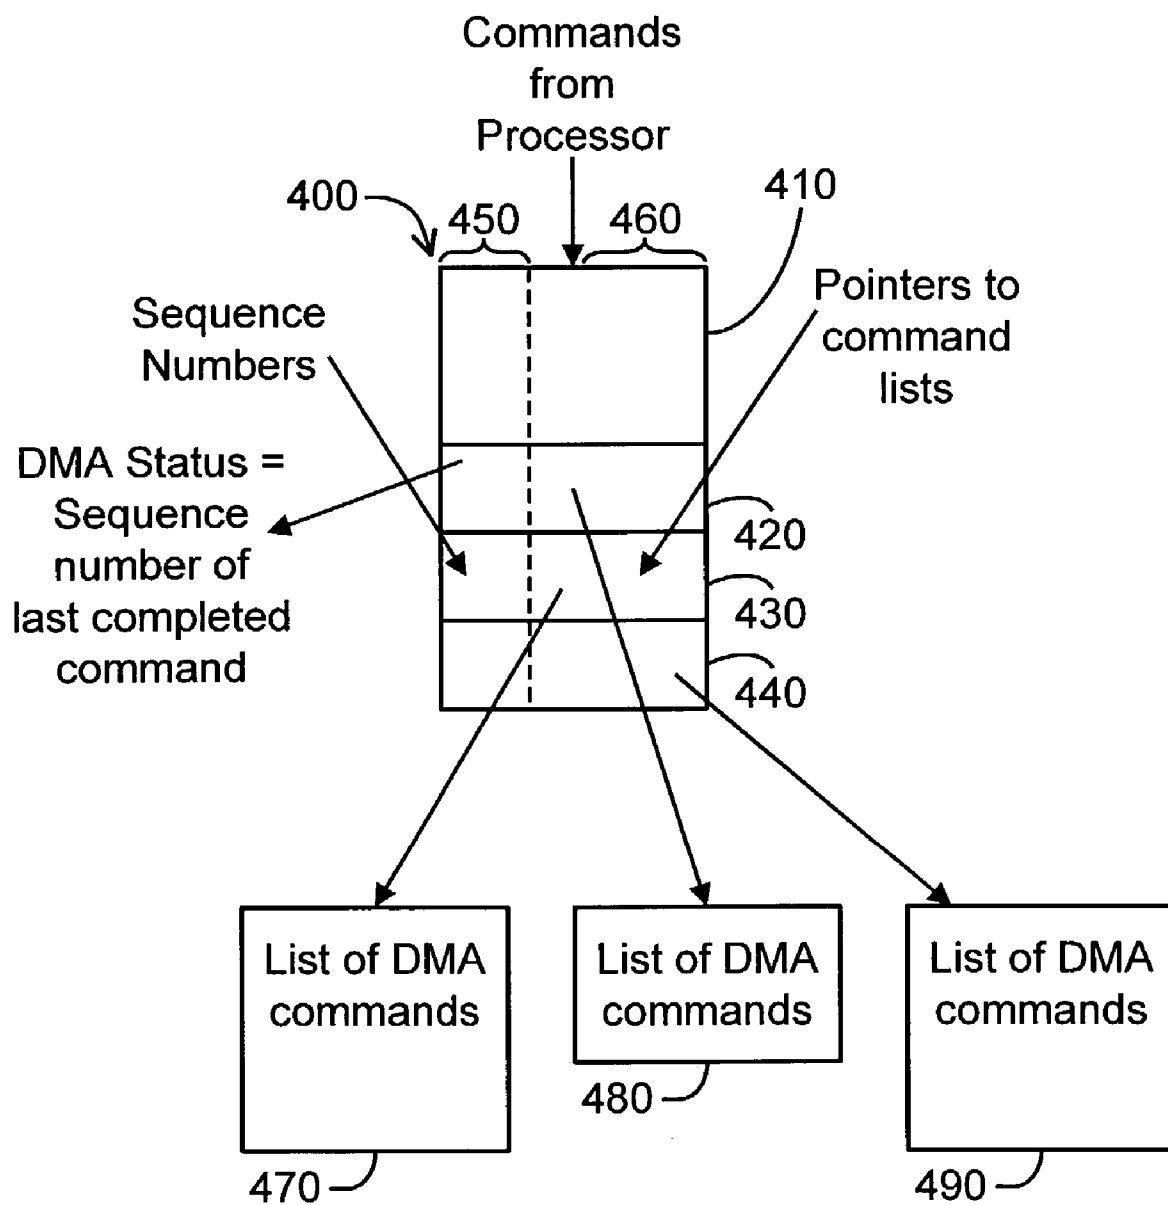 Commands
from
Processor
400
450
460
410
Sequence
Numbers
Pointers to
command
lists
DMA Status =
Sequence
number of
last completed
command
420
430
440
List of DMA
commands
List of DMA
commands
List of DMA
commands
470
480
490